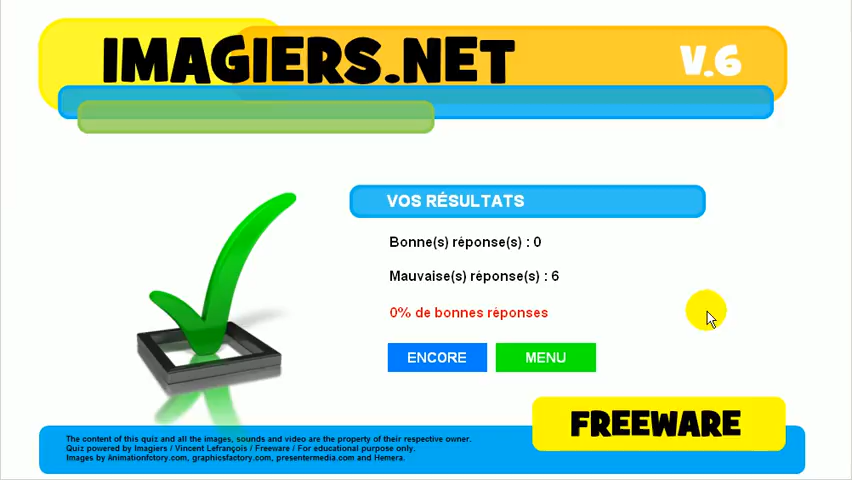 IMAGIERS.NET
V.6
VOS RÉSULTATS
Bonne(s) réponse(s) : 0
Mauvaise(s) réponse(s) : 6
0% de bonnes réponses
ENCORE
MENU
FREEWARE
The content of this quiz and all the images, sounds and video are the property of their respective owner.
Quiz powered by Imagiers / Vincent Lefrançois / Freeware / For educational purpose only.
Images by Animationfctory.com, graphicsfactory.com, presentermedia.com and Hemera.